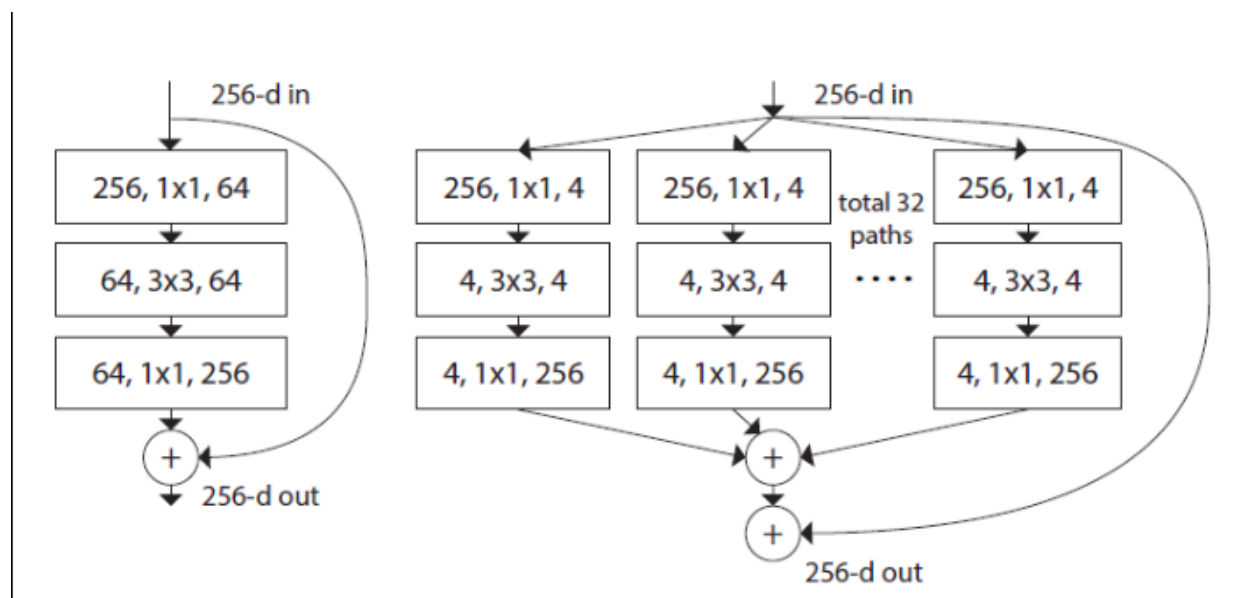 256-d in
256, 1x1, 64
64, 3x3, 64
64, 1x1, 256
+
256-d out
256-d in
256, 1x1, 4
256, 1x1, 4
total 32
paths
256, 1x1, 4
4, 3x3, 4
4, 3x3, 4
....
4, 3x3, 4
4, 1x1, 256
4, 1x1, 256
4, 1x1, 256
+
+
256-d out